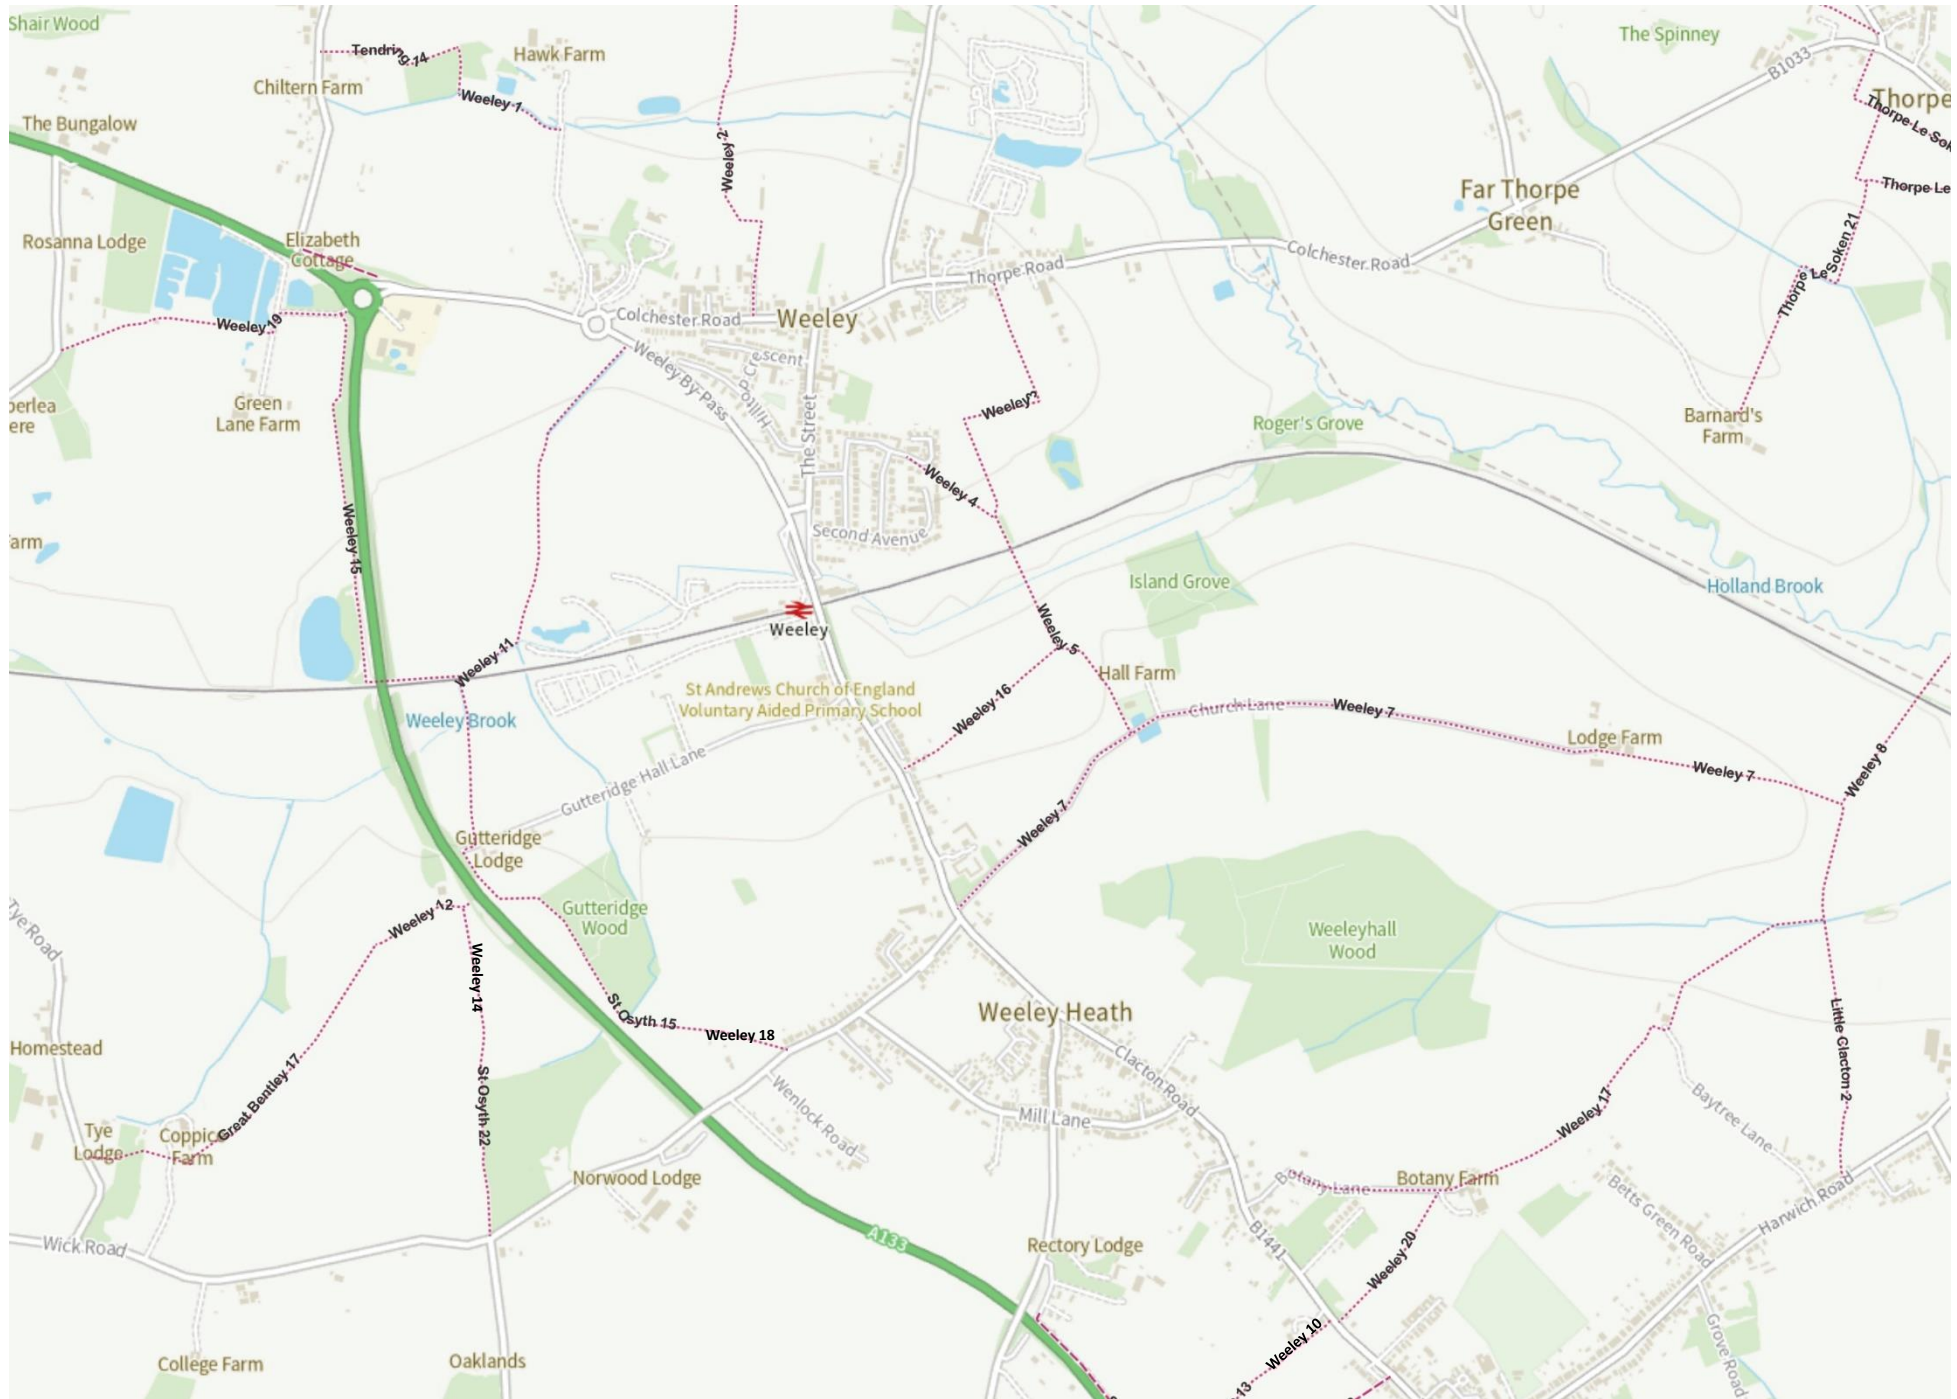 Shair Wood
Tendring 14
Hawk Farm
The Spinney
B1033
Chiltern Farm
Weeley 1
Thorpe
Thorpe Le Sok
The Bungalow
Weeley 2
Thorpe Le
Far Thorpe
Green
Rosanna Lodge
Elizabeth
Cottage
Thorpe Le Soken 21
Thorpe Road
Colchester Road
Weeley 19
Colchester Road
Weeley
Weeley By-Pass
Crescent
Hilltop
The Street
Green
Lane Farm
erlea
ere
Weeley 3
Roger's Grove
Barnard's
Farm
Weeley 4
Weeley 15
arm
Second Avenue
Island Grove
Holland Brook
Weeley
Weeley 5
Weeley 11
Hall Farm
St Andrews Church of England
Voluntary Aided Primary School
Weeley 16
Church Lane
Weeley 7
Weeley Brook
Lodge Farm
Weeley 7
Weeley 8
Gutteridge Hall Lane
Weeley 7
Gutteridge
Lodge
Weeley 12
Gutteridge
Wood
Weeleyhall
Wood
Tye Road
Weeley 14
St Osyth 15
Weeley 18
Weeley Heath
Little Clacton 2
Homestead
Great Bentley 17
St Osyth 22
Clacton Road
Wenlock Road
Mill Lane
Weeley 17
Baytree Lane
Tye
Lodge
Coppice
Farm
Norwood Lodge
Botany Lane
Botany Farm
Betts Green Road
Harwich Road
Wick Road
A133
Rectory Lodge
B1441
Weeley 20
Weeley 10
Grove Road
College Farm
Oaklands
13